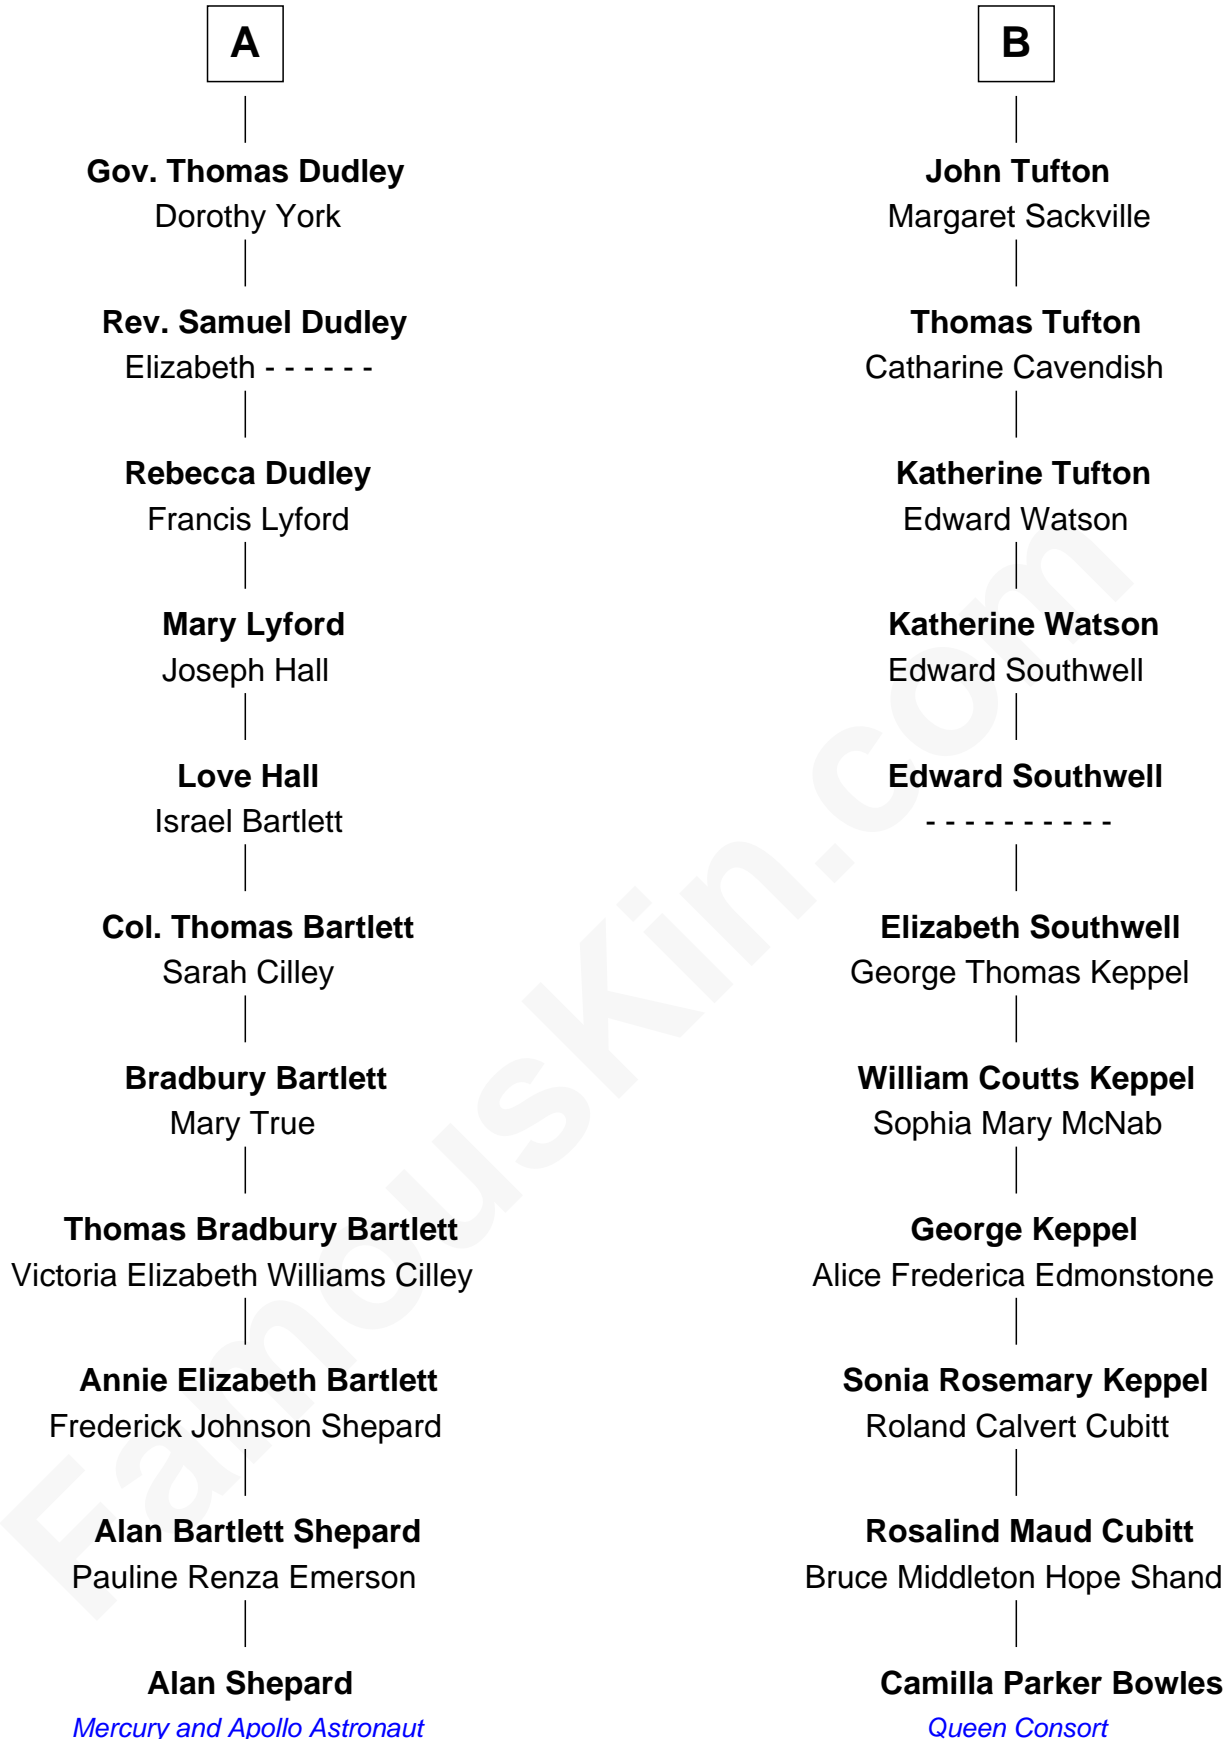 A
Gov. Thomas Dudley
Dorothy York
Rev. Samuel Dudley
Elizabeth - - - - - -
Rebecca Dudley
Francis Lyford
Mary Lyford
Joseph Hall
Love Hall
Israel Bartlett
Col. Thomas Bartlett
Sarah Cilley
Bradbury Bartlett
Mary True
Thomas Bradbury Bartlett
Victoria Elizabeth Williams Cilley
Annie Elizabeth Bartlett
Frederick Johnson Shepard
Alan Bartlett Shepard
Pauline Renza Emerson
Alan Shepard
Mercury and Apollo Astronaut
B
John Tufton
Margaret Sackville
Thomas Tufton
Catharine Cavendish
Katherine Tufton
Edward Watson
Katherine Watson
Edward Southwell
Edward Southwell
- - - - - - - - - -
Elizabeth Southwell
George Thomas Keppel
William Coutts Keppel
Sophia Mary McNab
George Keppel
Alice Frederica Edmonstone
Sonia Rosemary Keppel
Roland Calvert Cubitt
Rosalind Maud Cubitt
Bruce Middleton Hope Shand
Camilla Parker Bowles
Queen Consort
FamousKin.com